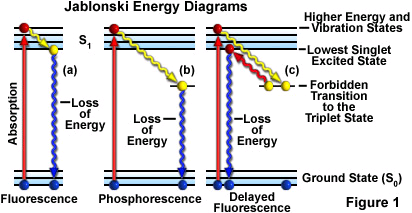 Jablonski Energy Diagrams
Higher Energy and
Vibration States
S1
Lowest Singlet
Excited State
(a)
(b)
(c)
Absorption
Loss
of
Energy
Loss
of
Energy
Loss
of
Energy
Forbidden
Transition
to the
Triplet State
Ground State (S0)
Fluorescence
Phosphorescence
Delayed
Fluorescence
Figure 1